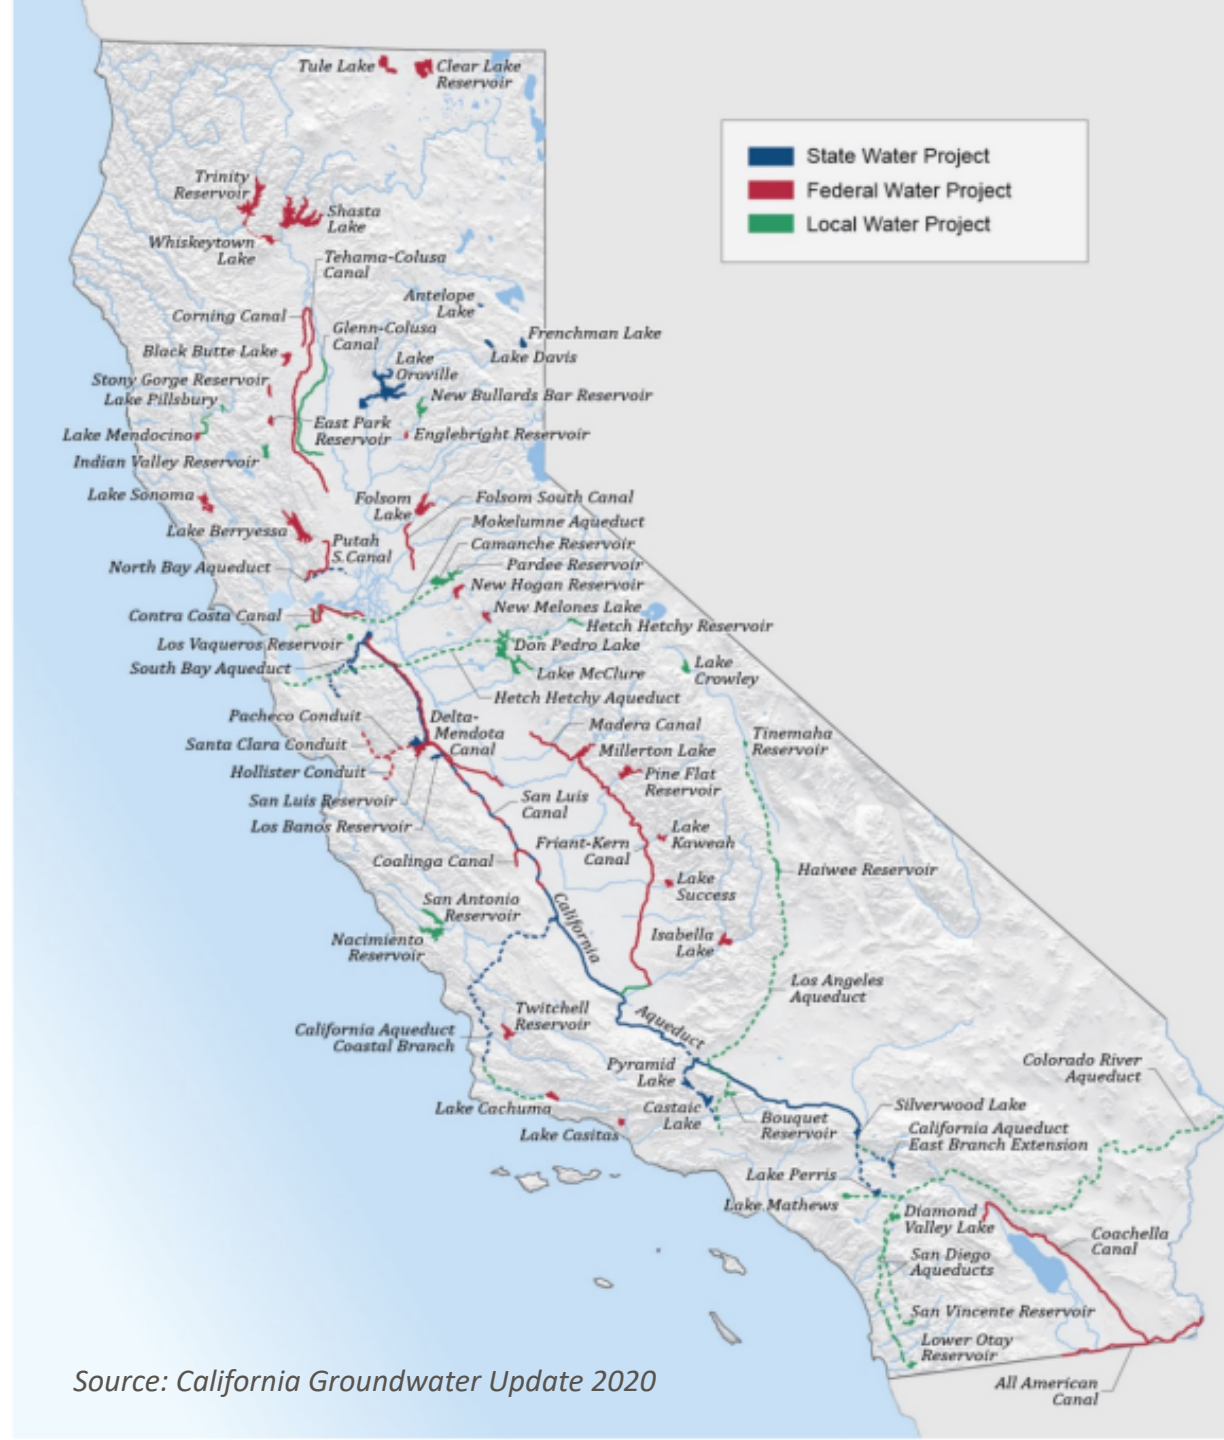 Tule Lake
Clear Lake
Reservoir
State Water Project
Federal Water Project
Local Water Project
Trinity
Reservoir
Shasta
Lake
Whiskeytown
Lake
Tehama-Colusa
Canal
Antelope
Lake
Corning Canal
Glenn-Colusa
Canal
Frenchman Lake
Black Butte Lake
Lake
Oroville
Lake Davis
Stony Gorge Reservoir
Lake Pillsbury
New Bullards Bar Reservoir
East Park
Reservoir
Lake Mendocino
Englebright Reservoir
Indian Valley Reservoir
Lake Sonoma
Folsom
Lake
Folsom South Canal
Mokelumne Aqueduct
Lake Berryessa
Putah
S.Canal
Camanche Reservoir
North Bay Aqueduct
Pardee Reservoir
New Hogan Reservoir
New Melones Lake
Contra Costa Canal
Hetch Hetchy Reservoir
Los Vaqueros Reservoir
Don Pedro Lake
South Bay Aqueduct
Lake McClure
Lake
Crowley
Hetch Hetchy Aqueduct
Pacheco Conduit
Delta-
Mendota
Canal
Madera Canal
Tinemaha
Reservoir
Santa Clara Conduit
Millerton Lake
Hollister Conduit
Pine Flat
Reservoir
San Luis Reservoir
San Luis
Canal
Los Banos Reservoir
Lake
Kaweah
Friant-Kern
Canal
Coalinga Canal
Haiwee Reservoir
Lake
Success
San Antonio
Reservoir
California
Nacimiento
Reservoir
Isabella
Lake
Los Angeles
Aqueduct
Twitchell
Reservoir
Aqueduct
California Aqueduct
Coastal Branch
Pyramid
Lake
Colorado River
Aqueduct
Lake Cachuma
Castaic
Lake
Bouquet
Reservoir
Silverwood Lake
California Aqueduct
East Branch Extension
Lake Casitas
Lake Perris
Lake Mathews
Diamond
Valley Lake
Coachella
Canal
San Diego
Aqueducts
San Vincente Reservoir
Lower Otay
Reservoir
All American
Canal
Source: California Groundwater Update 2020